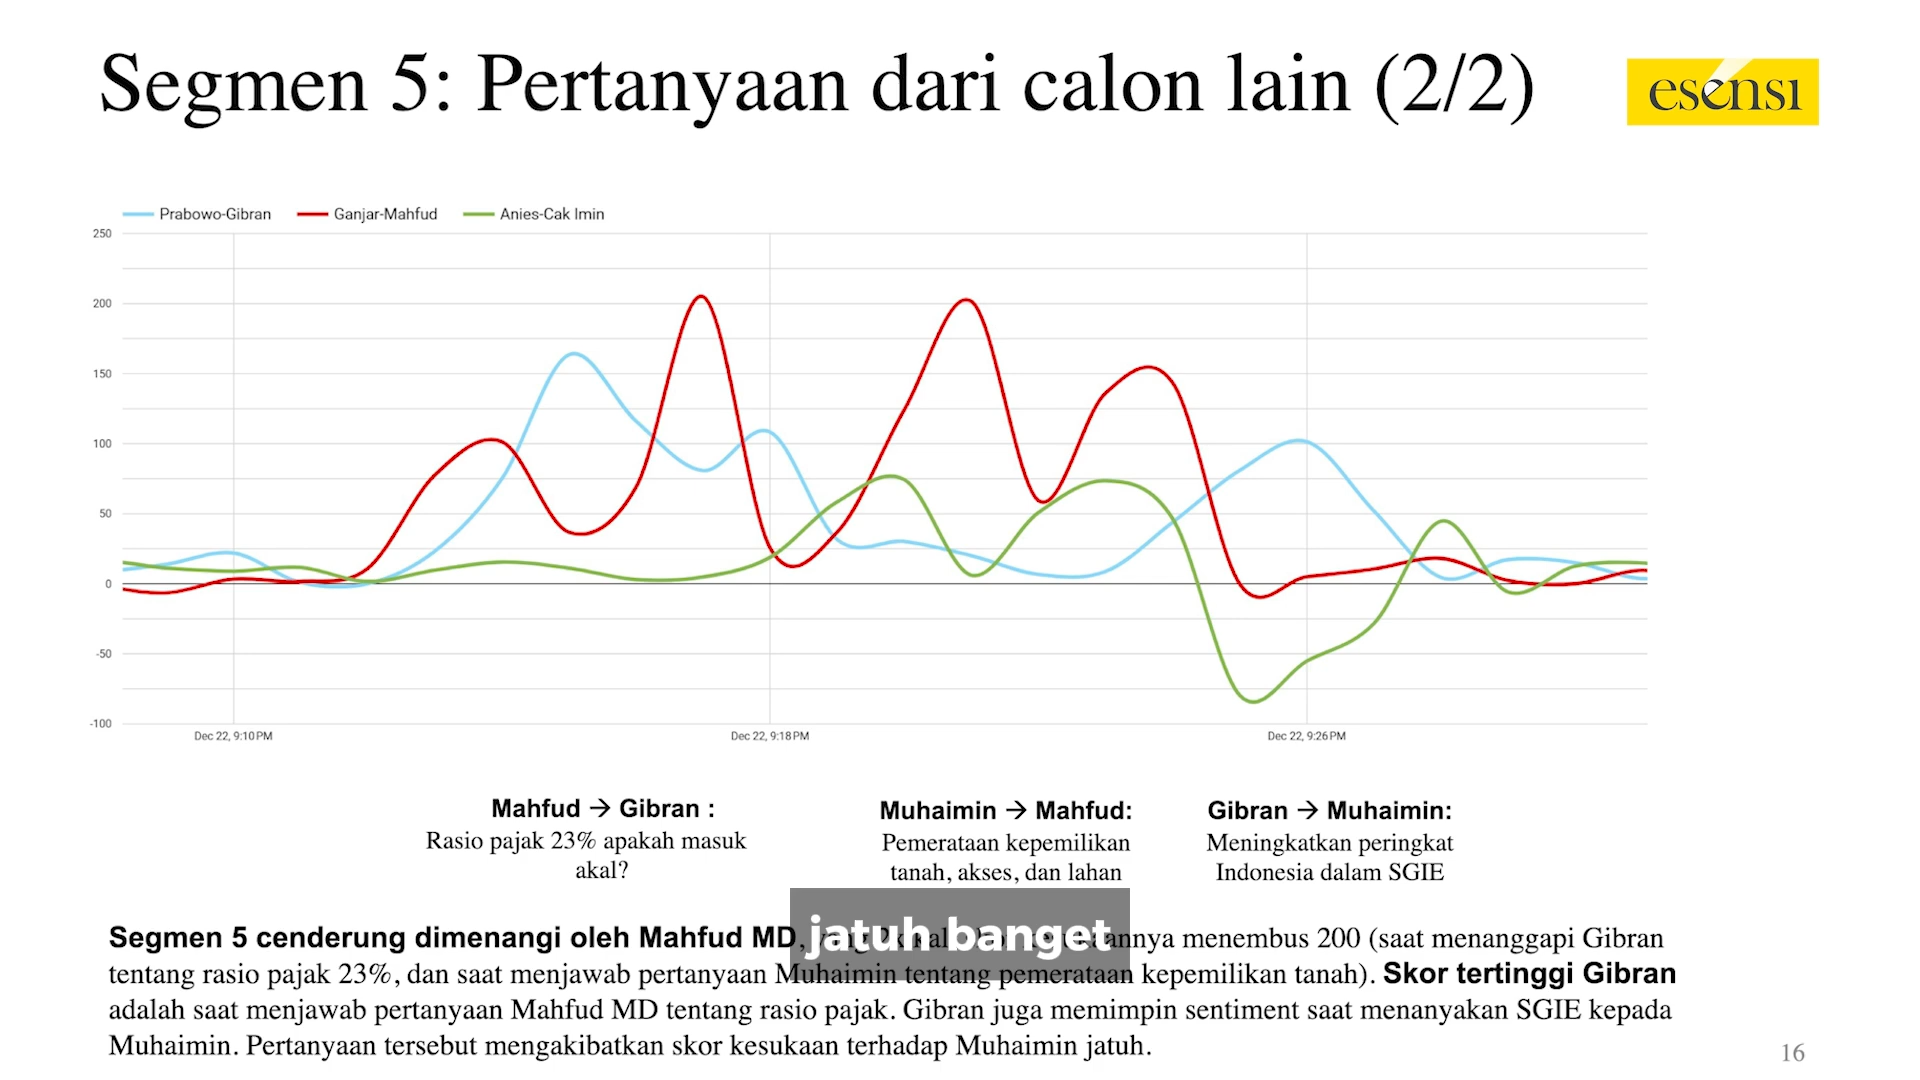 Segmen 5: Pertanyaan dari calon lain (2/2)
esensi
Prabowo-Gibran
Ganjar-Mahfud
Anies-Cak Imin
250
200
150
100
50
0
-50
-100
Dec 22, 9:10 PM
Dec 22, 9:18 PM
Dec 22, 9:26 PM
Mahfud → Gibran :
Rasio pajak 23% apakah masuk
akal?
Muhaimin → Mahfud:
Pemerataan kepemilikan
tanah, akses, dan lahan
Gibran → Muhaimin:
Meningkatkan peringkat
Indonesia dalam SGIE
jatuh banget
Segmen 5 cenderung dimenangi oleh Mahfud MD, menembus 200 (saat menanggapi Gibran
tentang rasio pajak 23%, dan saat menjawab pertanyaan Muhaimin tentang pemerataan kepemilikan tanah). Skor tertinggi Gibran
adalah saat menjawab pertanyaan Mahfud MD tentang rasio pajak. Gibran juga memimpin sentiment saat menanyakan SGIE kepada
Muhaimin. Pertanyaan tersebut mengakibatkan skor kesukaan terhadap Muhaimin jatuh.
16